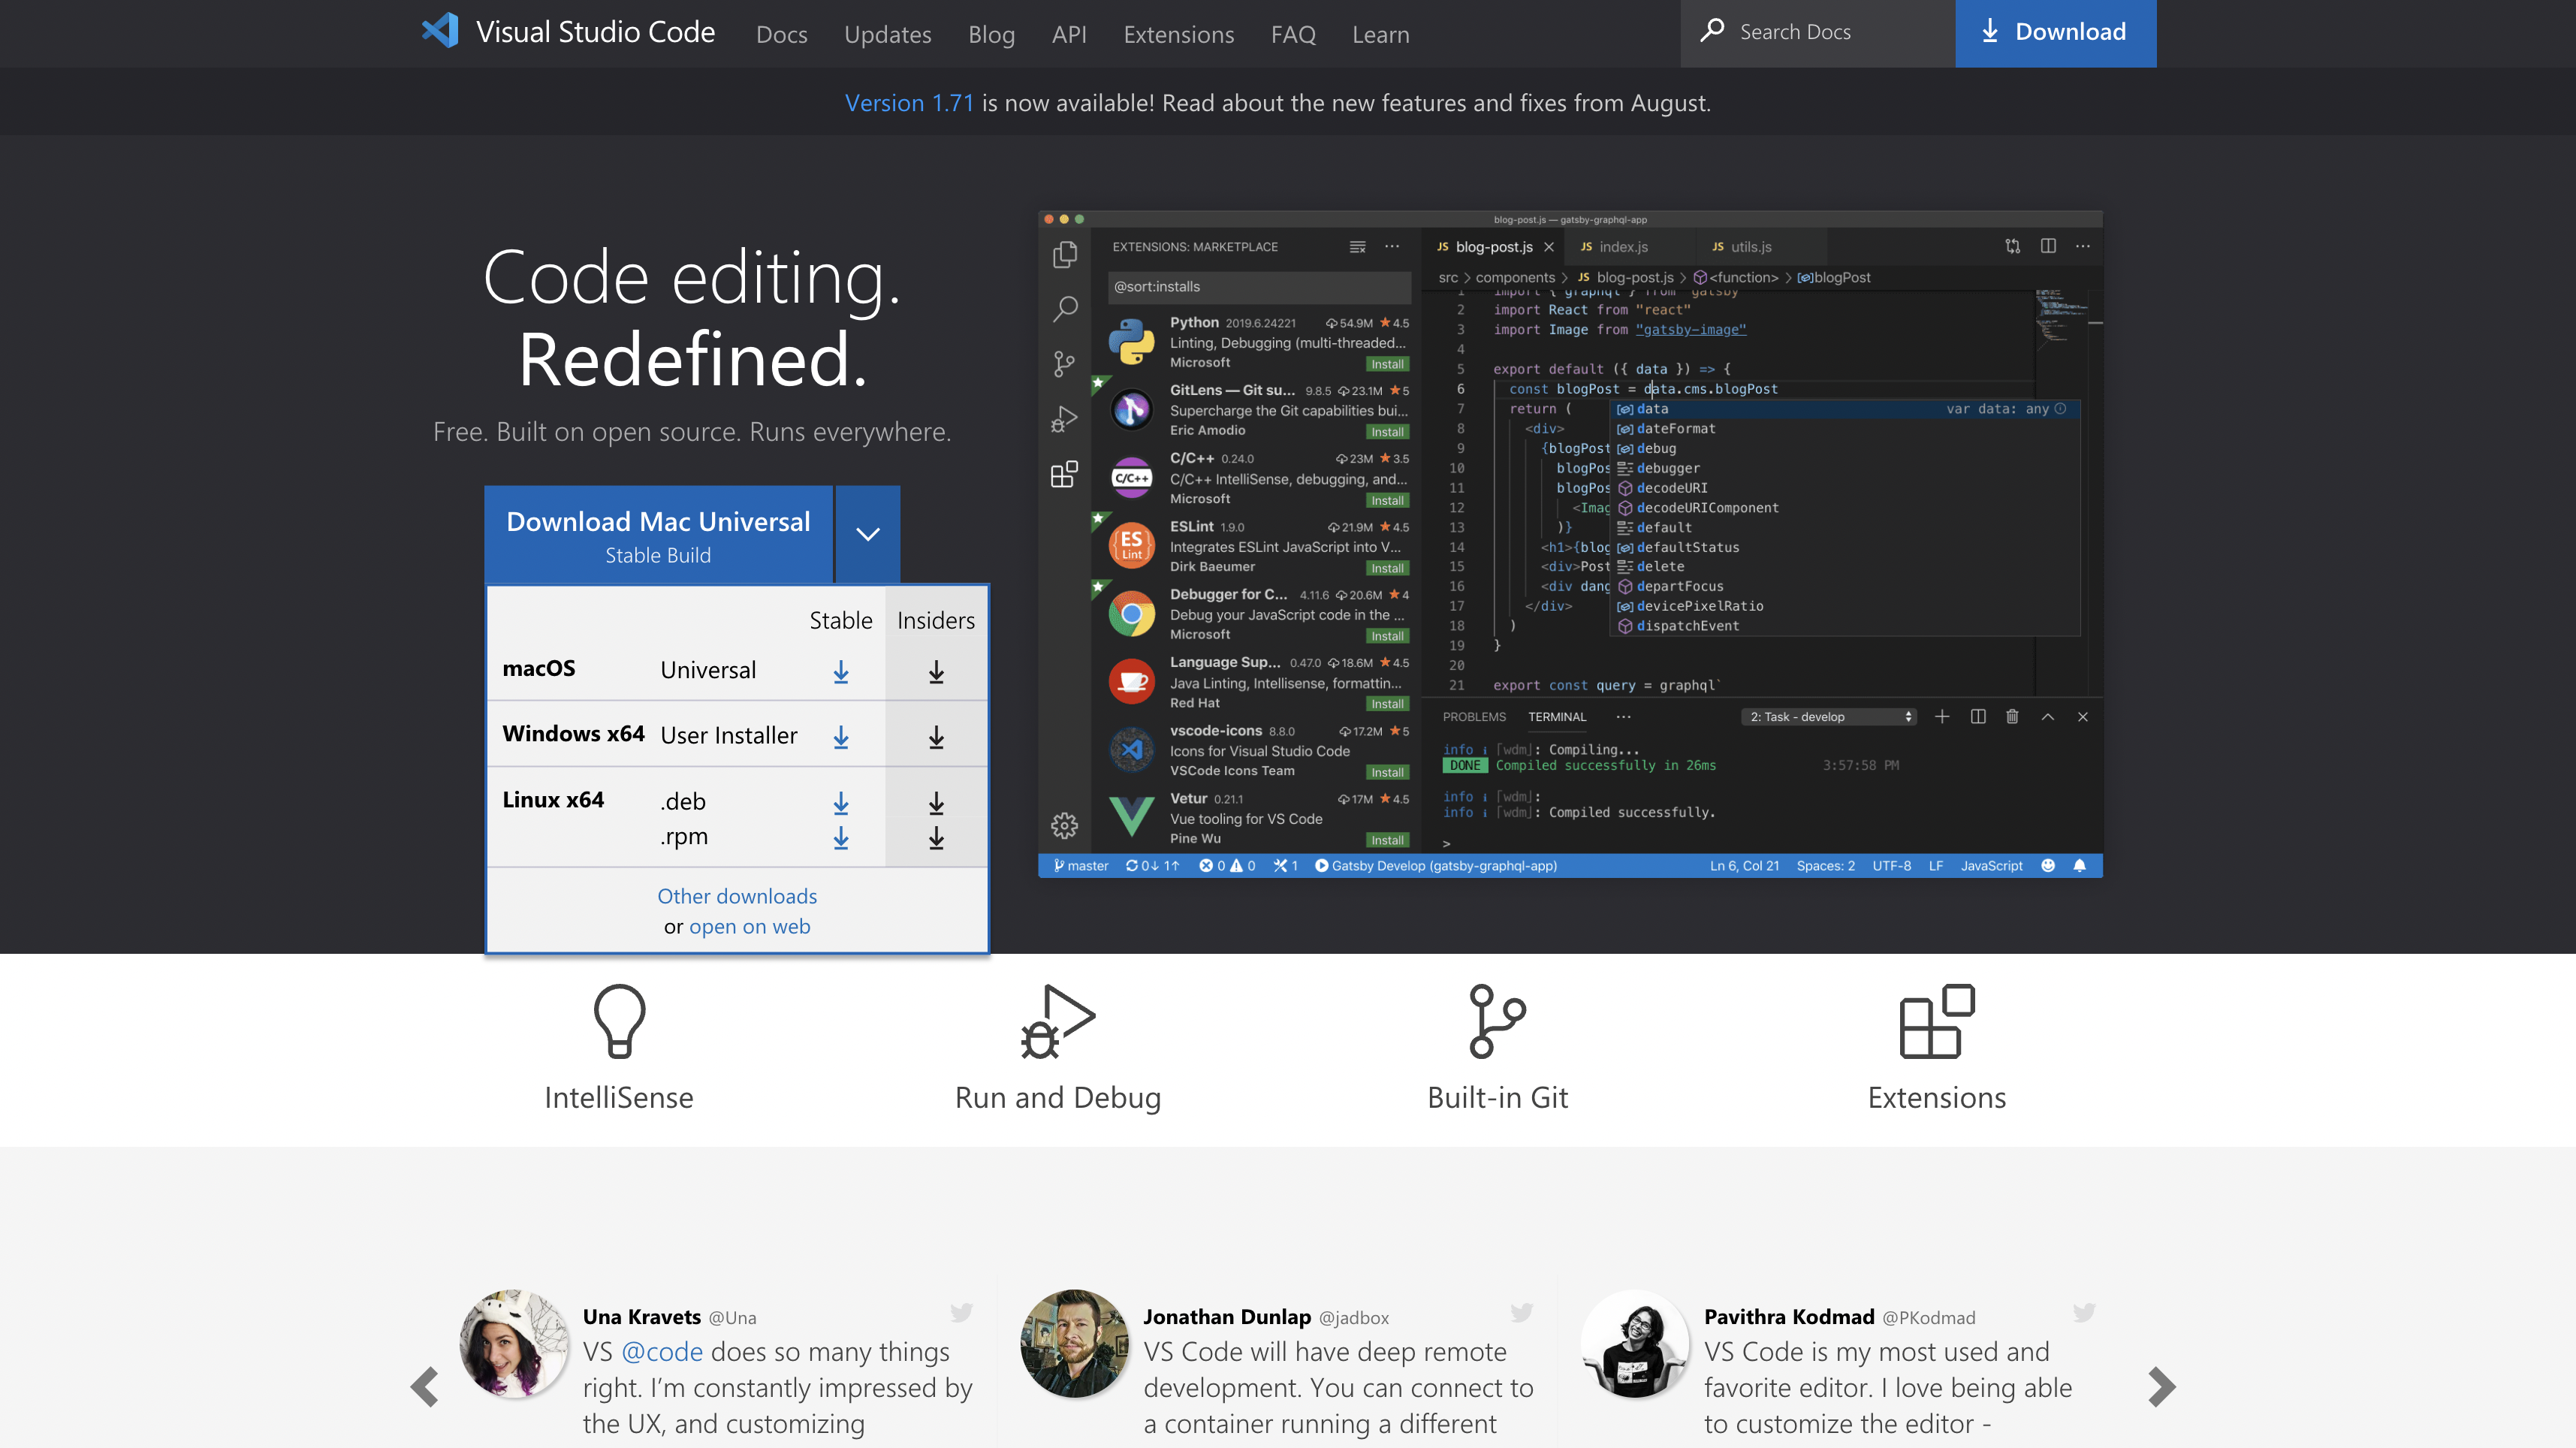 Visual Studio Code Docs Updates Blog API Extensions FAQ Learn Search Docs Download
Version 1.71 is now available! Read about the new features and fixes from August.
Code editing.
Redefined.
Free. Built on open source. Runs everywhere.
Download Mac Universal
Stable Build
Stable Insiders
macOS Universal
Windows x64 User Installer
Linux x64 .deb
.rpm
Other downloads
or open on web
blog-post.js — gatsby-graphql-app
EXTENSIONS: MARKETPLACE
@sort:installs
Python 2019.6.24221 54.9M 4.5
Linting, Debugging (multi-threaded...
Microsoft Install
GitLens — Git su... 9.8.5 23.1M 5
Supercharge the Git capabilities bui...
Eric Amodio Install
C/C++
C/C++ 0.24.0 23M 3.5
C/C++ IntelliSense, debugging, and...
Microsoft Install
ES
Lint
ESLint 1.9.0 21.9M 4.5
Integrates ESLint JavaScript into V...
Dirk Baeumer Install
Debugger for C... 4.11.6 20.6M 4
Debug your JavaScript code in the ...
Microsoft Install
Language Sup... 0.47.0 18.6M 4.5
Java Linting, Intellisense, formattin...
Red Hat Install
vscode-icons 8.8.0 17.2M 5
Icons for Visual Studio Code
VSCode Icons Team Install
Vetur 0.21.1 17M 4.5
Vue tooling for VS Code
Pine Wu Install
JS blog-post.js JS index.js JS utils.js
src > components > JS blog-post.js > <function> > blogPost
1 import { graphql } from "gatsby"
2 import React from "react"
3 import Image from "gatsby-image"
4
5 export default ({ data }) => {
6 const blogPost = data.cms.blogPost
7 return (
8 <div>
9 {blogPost
10 blogPos
11 blogPos
12 <Imag
13 )}
14 <h1>{blog
15 <div>Post
16 <div dang
17 </div>
18 )
19 }
20
21 export const query = graphql`
data var data: any
dateFormat
debug
debugger
decodeURI
decodeURIComponent
default
defaultStatus
delete
departFocus
devicePixelRatio
dispatchEvent
PROBLEMS TERMINAL ... 2: Task - develop
info ℹ ｢wdm｣: Compiling...
DONE Compiled successfully in 26ms 3:57:58 PM
info ℹ ｢wdm｣:
info ℹ ｢wdm｣: Compiled successfully.
>
master 0↓ 1↑ 0 0 1 Gatsby Develop (gatsby-graphql-app) Ln 6, Col 21 Spaces: 2 UTF-8 LF JavaScript
IntelliSense Run and Debug Built-in Git Extensions
Una Kravets @Una
VS @code does so many things
right. I’m constantly impressed by
the UX, and customizing
Jonathan Dunlap @jadbox
VS Code will have deep remote
development. You can connect to
a container running a different
Pavithra Kodmad @PKodmad
VS Code is my most used and
favorite editor. I love being able
to customize the editor -